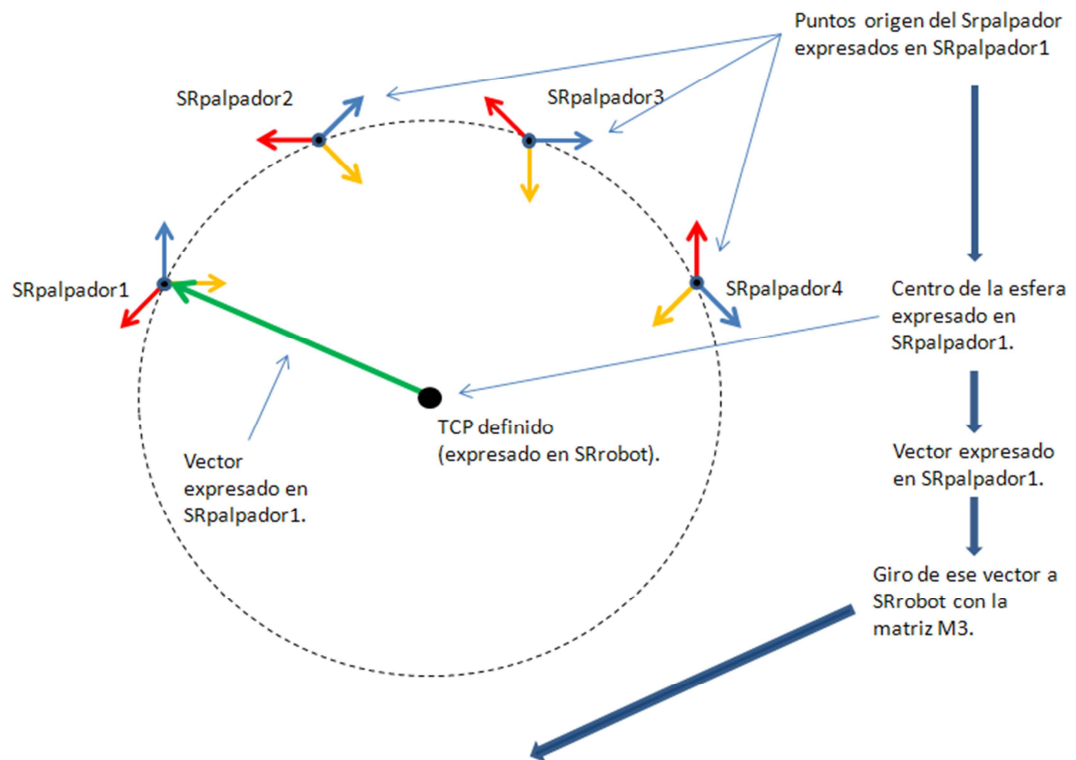 Puntos origen del Srpalpador
expresados en SRpalpador1
SRpalpador2
SRpalpador3
SRpalpador1
SRpalpador4
Centro de la esfera
expresado en
SRpalpador1.
TCP definido
(expresado en SRrobot).
Vector
expresado en
SRpalpador1.
Vector expresado
en SRpalpador1.
Giro de ese vector a
SRrobot con la
matriz M3.